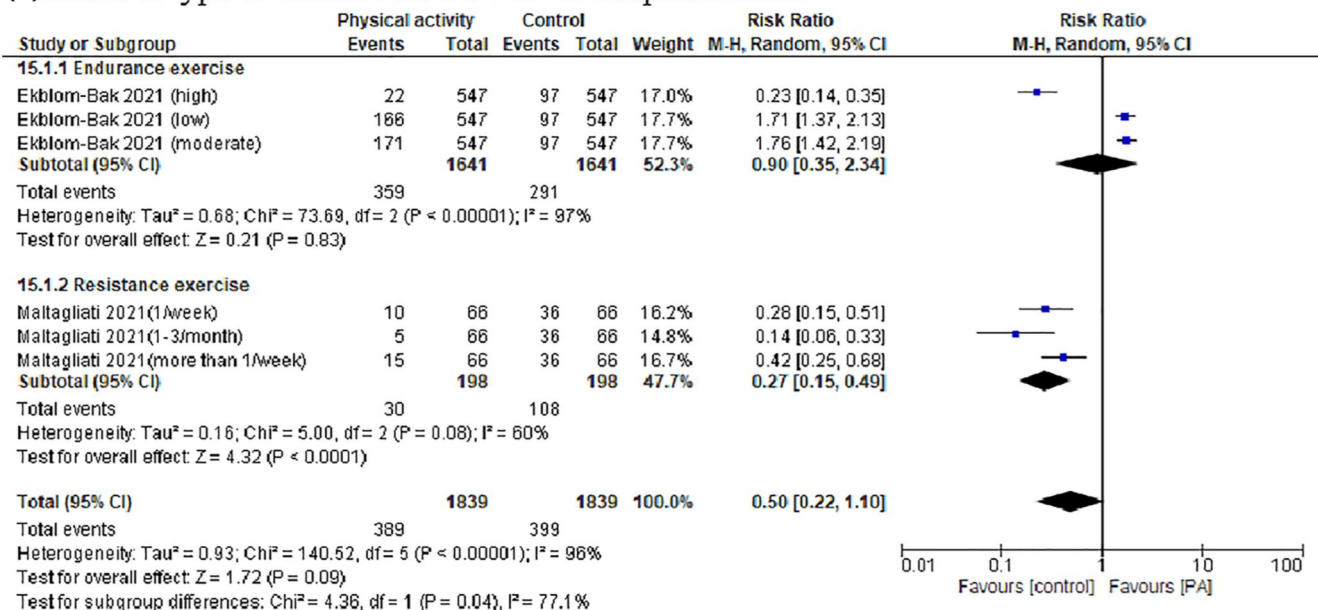 Physical activity Control Risk Ratio Risk Ratio
Study or Subgroup Events Total Events Total Weight M-H, Random, 95% CI M-H, Random, 95% CI
15.1.1 Endurance exercise
Ekblom-Bak 2021 (high) 22 547 97 547 17.0% 0.23 [0.14, 0.35]
Ekblom-Bak 2021 (low) 166 547 97 547 17.7% 1.71 [1.37, 2.13]
Ekblom-Bak 2021 (moderate) 171 547 97 547 17.7% 1.76 [1.42, 2.19]
Subtotal (95% CI) 1641 1641 52.3% 0.90 [0.35, 2.34]
Total events 359 291
Heterogeneity: Tau² = 0.68; Chi² = 73.69, df = 2 (P < 0.00001); I² = 97%
Test for overall effect: Z = 0.21 (P = 0.83)
15.1.2 Resistance exercise
Maltagliati 2021(1/week) 10 66 36 66 16.2% 0.28 [0.15, 0.51]
Maltagliati 2021(1-3/month) 5 66 36 66 14.8% 0.14 [0.06, 0.33]
Maltagliati 2021(more than 1/week) 15 66 36 66 16.7% 0.42 [0.25, 0.68]
Subtotal (95% CI) 198 198 47.7% 0.27 [0.15, 0.49]
Total events 30 108
Heterogeneity: Tau² = 0.16; Chi² = 5.00, df = 2 (P = 0.08); I² = 60%
Test for overall effect: Z = 4.32 (P < 0.0001)
Total (95% CI) 1839 1839 100.0% 0.50 [0.22, 1.10]
Total events 389 399
Heterogeneity: Tau² = 0.93; Chi² = 140.52, df = 5 (P < 0.00001); I² = 96%
Test for overall effect: Z = 1.72 (P = 0.09)
Test for subgroup differences: Chi² = 4.36, df = 1 (P = 0.04), I² = 77.1%
0.01 0.1 1 10 100
Favours [control] Favours [PA]